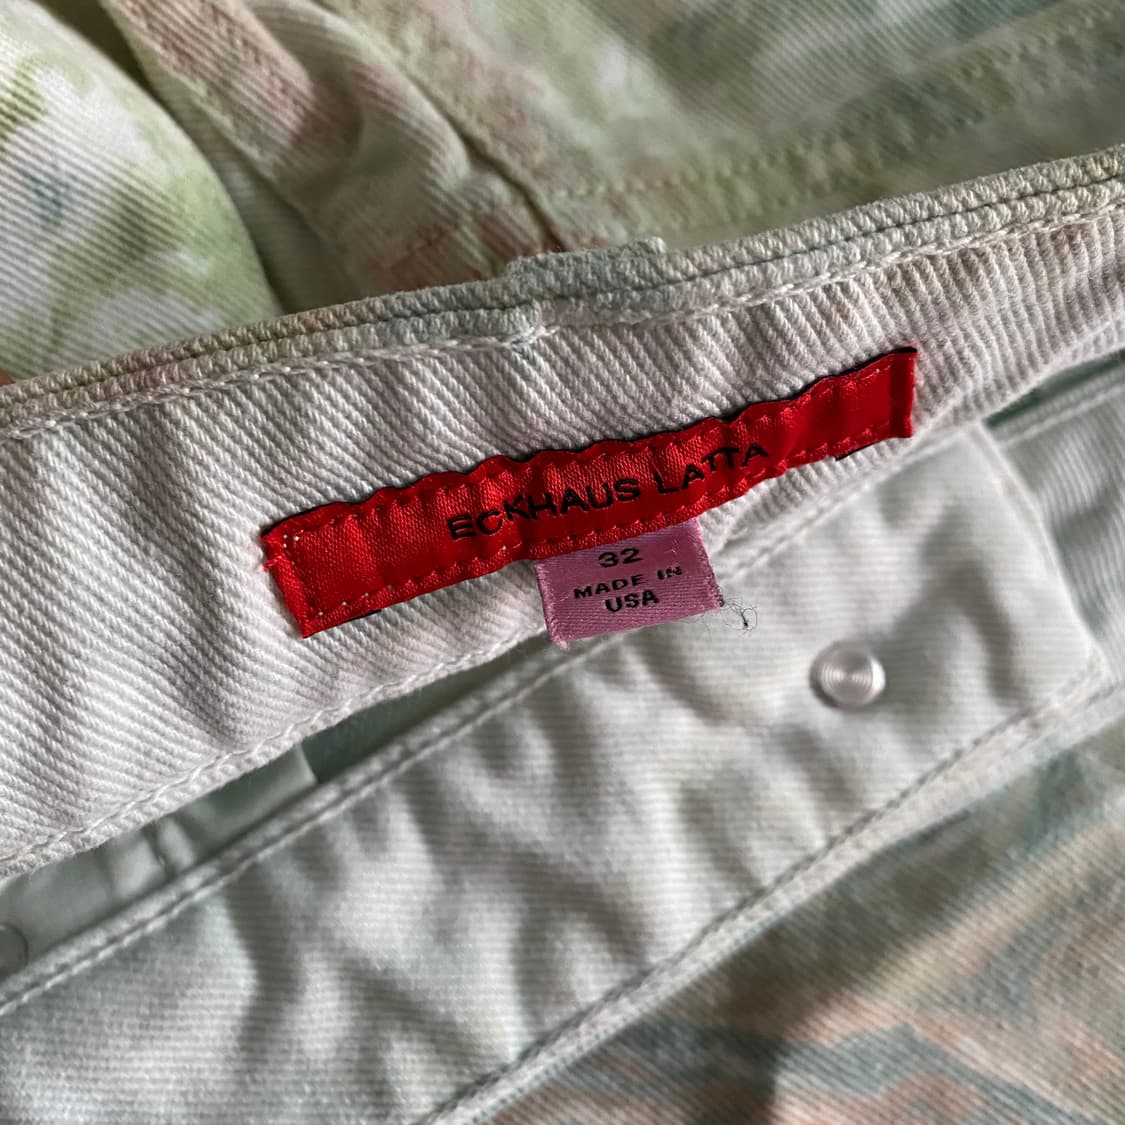 ECKHAUS LATTA
32
MADE IN
USA